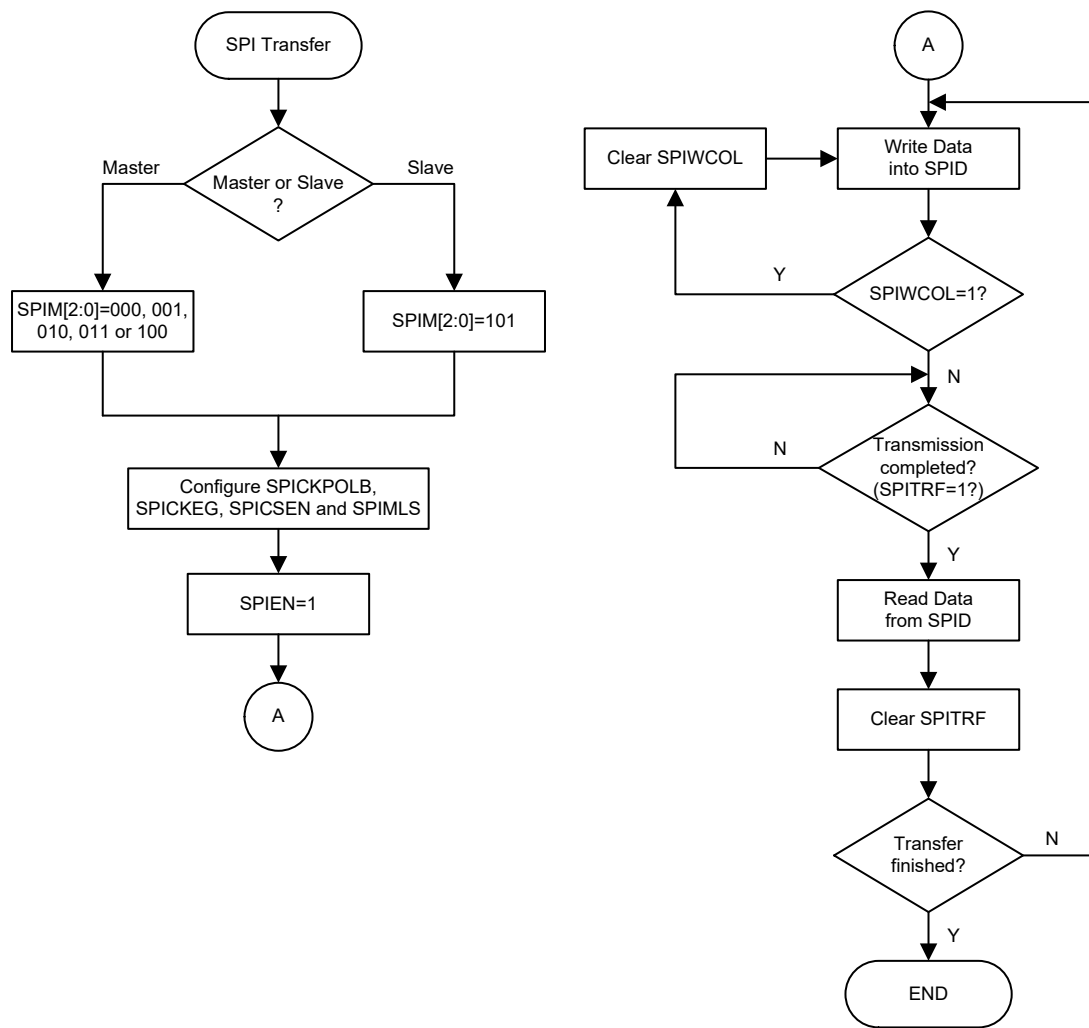 SPI Transfer
Master
Slave
Master or Slave
?
SPIM[2:0]=000, 001,
010, 011 or 100
SPIM[2:0]=101
Configure SPICKPOLB,
SPICKEG, SPICSEN and SPIMLS
SPIEN=1
A
A
Clear SPIWCOL
Write Data
into SPID
Y
SPIWCOL=1?
N
N
Transmission
completed?
(SPITRF=1?)
Y
Read Data
from SPID
Clear SPITRF
Transfer
finished?
N
Y
END